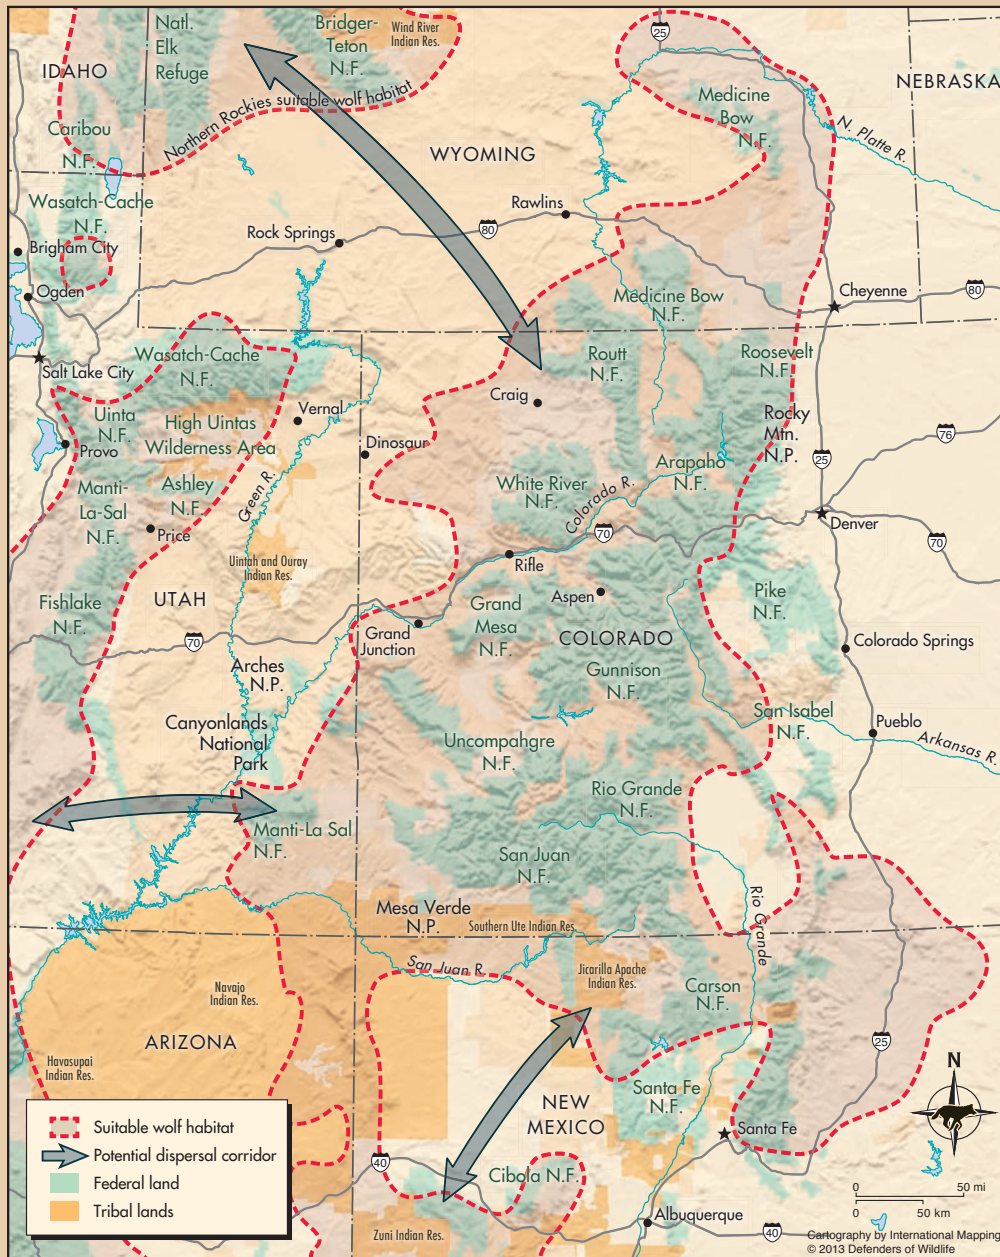 Natl.
Elk
Refuge
Bridger-
Teton
N.F.
Wind River
Indian Res.
25
IDAHO
NEBRASKA
Northern Rockies suitable wolf habitat
Medicine
Bow
N.F.
Caribou
N.F.
N. Platte R.
WYOMING
Wasatch-Cache
N.F.
Rawlins
80
Rock Springs
Brigham City
Ogden
Medicine Bow
N.F.
Cheyenne
80
Wasatch-Cache
N.F.
Salt Lake City
Routt
N.F.
Roosevelt
N.F.
Craig
Uinta
N.F.
High Uintas
Wilderness Area
Vernal
Rocky
Mtn.
N.P.
76
Provo
Dinosaur
25
Manti-
La-Sal
N.F.
Ashley
N.F.
Green R.
White River
N.F.
Colorado R.
Arapaho
N.F.
Price
70
Denver
70
Uintah and Ouray
Indian Res.
Rifle
Fishlake
N.F.
UTAH
Aspen
Pike
N.F.
Grand
Mesa
N.F.
70
Grand
Junction
COLORADO
Colorado Springs
Arches
N.P.
Gunnison
N.F.
Canyonlands
National
Park
San Isabel
N.F.
Pueblo
Arkansas R.
Uncompahgre
N.F.
Rio Grande
N.F.
Manti-La Sal
N.F.
San Juan
N.F.
Rio Grande
Mesa Verde
N.P.
Southern Ute Indian Res.
San Juan R.
Jicarilla Apache
Indian Res.
Navajo
Indian Res.
Carson
N.F.
ARIZONA
25
Havasupai
Indian Res.
N
Santa Fe
N.F.
NEW
MEXICO
Santa Fe
Suitable wolf habitat
Potential dispersal corridor
Federal land
Tribal lands
40
Cibola N.F.
0 50 mi
0 50 km
Albuquerque
Zuni Indian Res.
40
Cartography by International Mapping
© 2013 Defenders of Wildlife